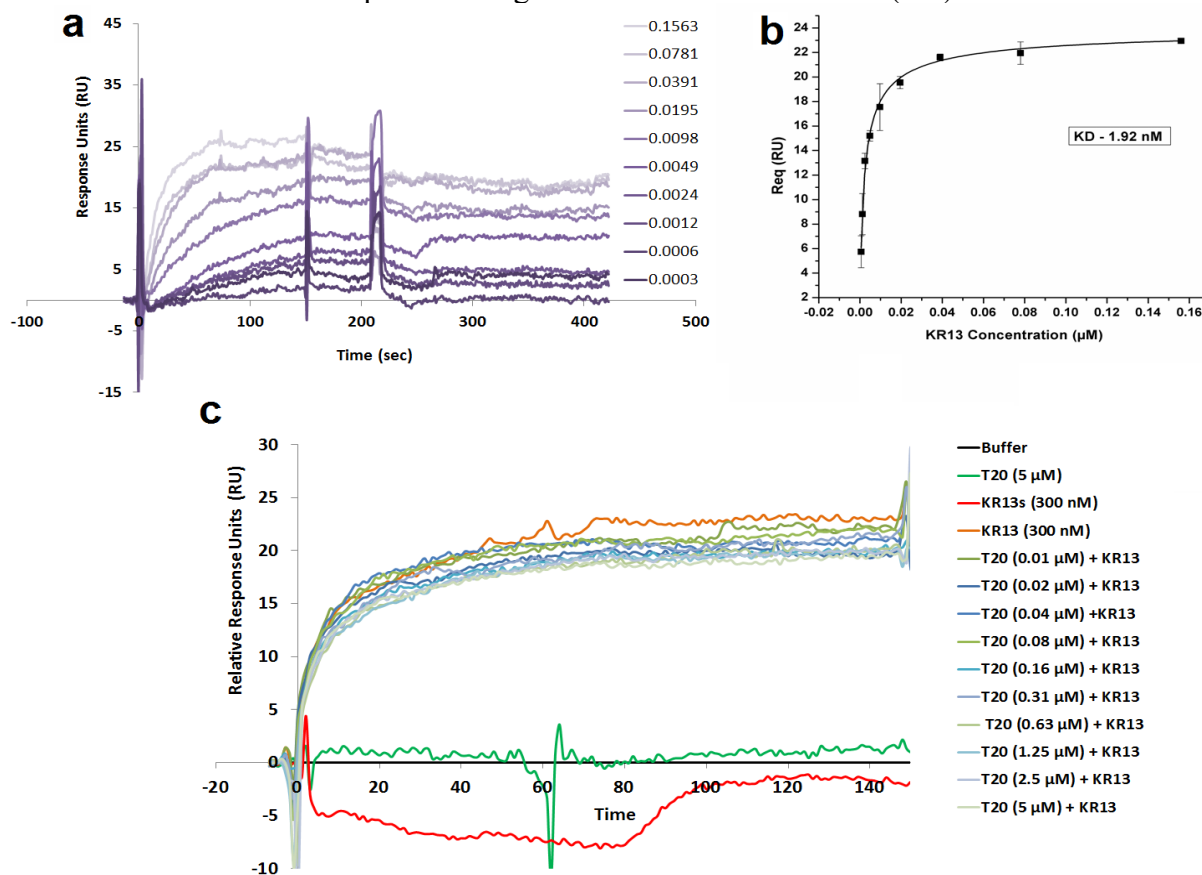 a
Response Units (RU)
45
35
25
15
5
-5
-15
-100
0
100
200
300
400
500
Time (sec)
0.1563
0.0781
0.0391
0.0195
0.0098
0.0049
0.0024
0.0012
0.0006
0.0003
b
Req (RU)
24
22
20
18
16
14
12
10
8
6
4
2
KD - 1.92 nM
-0.02 0.00 0.02 0.04 0.06 0.08 0.10 0.12 0.14 0.16
KR13 Concentration (µM)
c
Relative Response Units (RU)
30
25
20
15
10
5
0
-5
-10
0 20 40 60 80 100 120 140
Time
Buffer
T20 (5 µM)
KR13s (300 nM)
KR13 (300 nM)
T20 (0.01 µM) + KR13
T20 (0.02 µM) + KR13
T20 (0.04 µM) +KR13
T20 (0.08 µM) + KR13
T20 (0.16 µM) + KR13
T20 (0.31 µM) + KR13
T20 (0.63 µM) + KR13
T20 (1.25 µM) + KR13
T20 (2.5 µM) + KR13
T20 (5 µM) + KR13